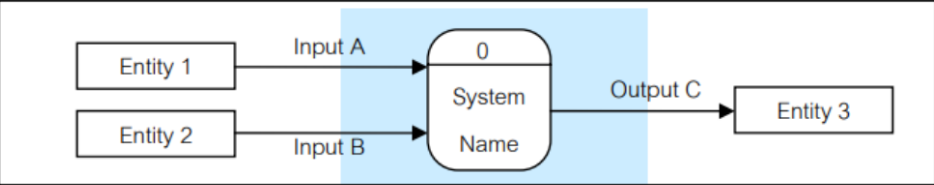 Entity 1
Input A
Entity 2
Input B
0
System
Name
Output C
Entity 3